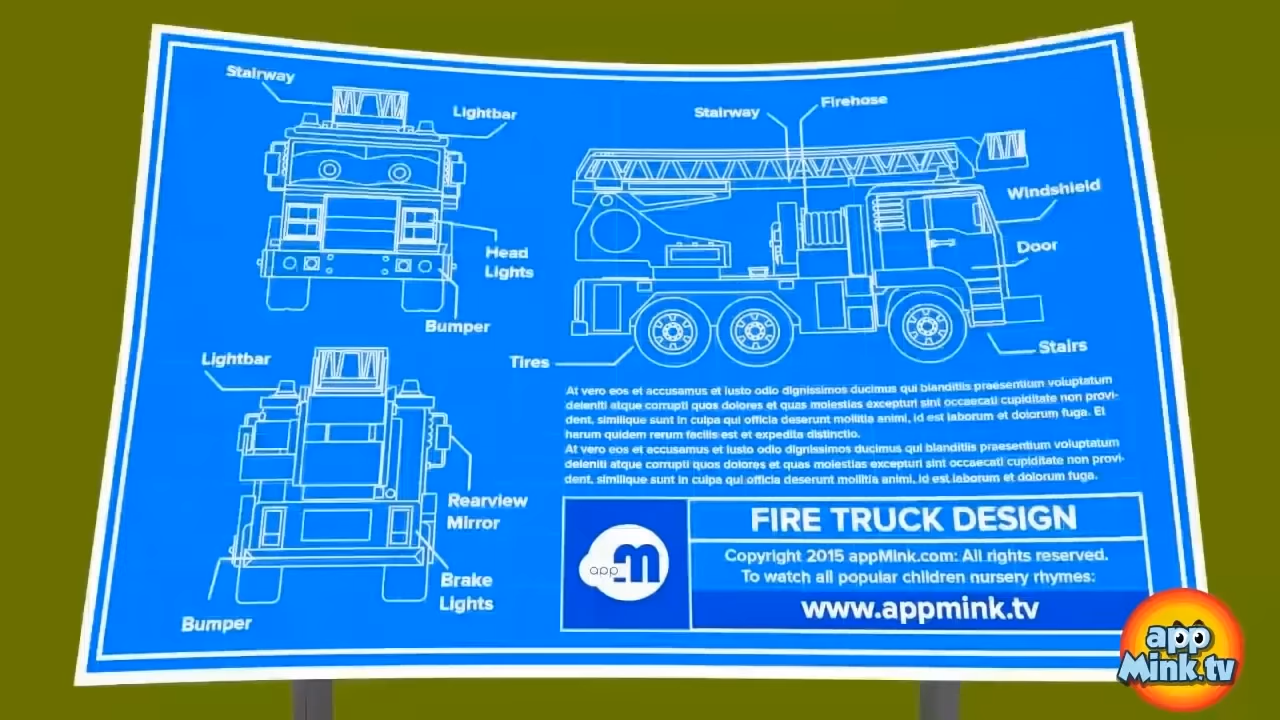 Stairway
Lightbar
Head
Lights
Bumper
Stairway
Firehose
Windshield
Door
Stairs
Tires
Lightbar
Rearview
Mirror
Brake
Lights
Bumper
At vero eos et accusamus et iusto odio dignissimos ducimus qui blanditiis praesentium voluptatum
deleniti atque corrupti quos dolores et quas molestias excepturi sint occaecati cupiditate non provi-
dent, similique sunt in culpa qui officia deserunt mollitia animi, id est laborum et dolorum fuga. Et
harum quidem rerum facilis est et expedita distinctio.
At vero eos et accusamus et iusto odio dignissimos ducimus qui blanditiis praesentium voluptatum
deleniti atque corrupti quos dolores et quas molestias excepturi sint occaecati cupiditate non provi-
dent, similique sunt in culpa qui officia deserunt mollitia animi, id est laborum et dolorum fuga.
app m
FIRE TRUCK DESIGN
Copyright 2015 appMink.com: All rights reserved.
To watch all popular children nursery rhymes:
www.appmink.tv
app
Mink.tv